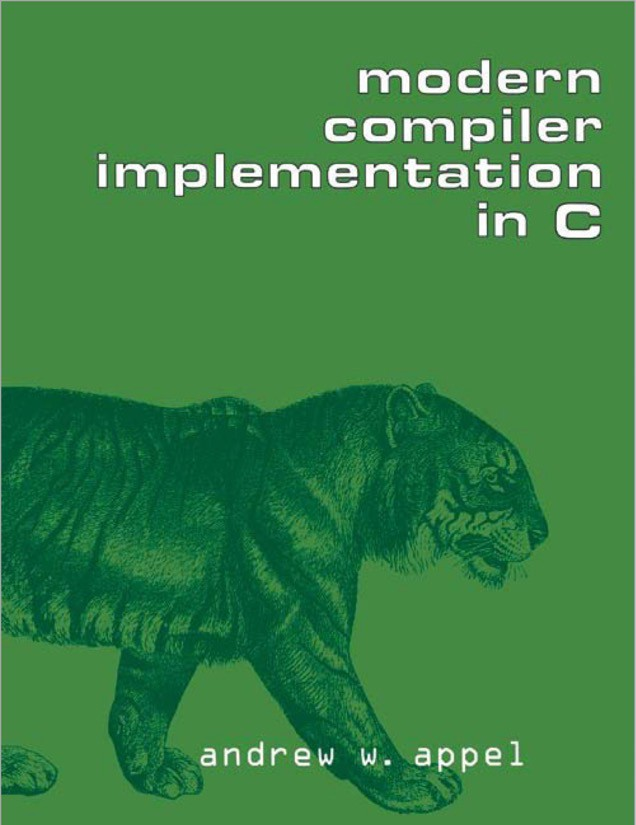 modern
compiler
implementation
in C
andrew w. appel